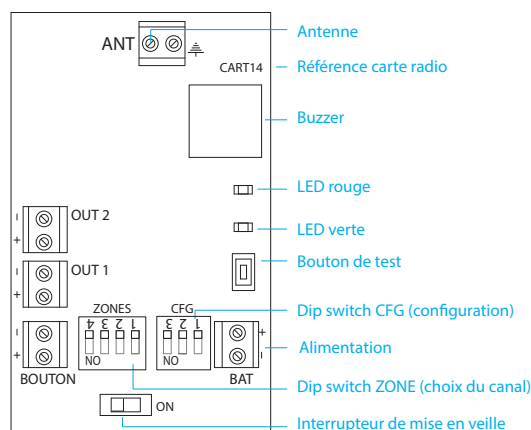 Antenne
ANT
CART14
Référence carte radio
Buzzer
LED rouge
OUT 2
- +
LED verte
Bouton de test
OUT 1
- +
ZONES
CFG
Dip switch CFG (configuration)
4 3 2 1
NO
3 2 1
NO
- +
+ -
Alimentation
BOUTON
BAT
Dip switch ZONE (choix du canal)
ON
Interrupteur de mise en veille